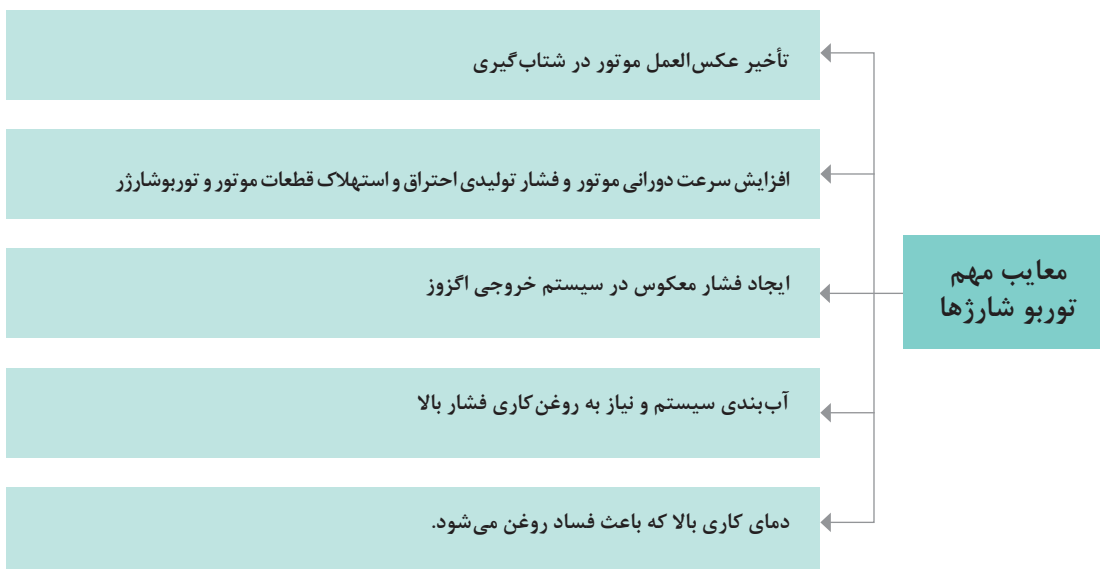 معایب مهم
توربو شارژها
تأخیر عکس‌العمل موتور در شتاب‌گیری
افزایش سرعت دورانی موتور و فشار تولیدی احتراق و استهلاک قطعات موتور و توربوشارژر
ایجاد فشار معکوس در سیستم خروجی اگزوز
آب‌بندی سیستم و نیاز به روغن‌کاری فشار بالا
دمای کاری بالا که باعث فساد روغن می‌شود.